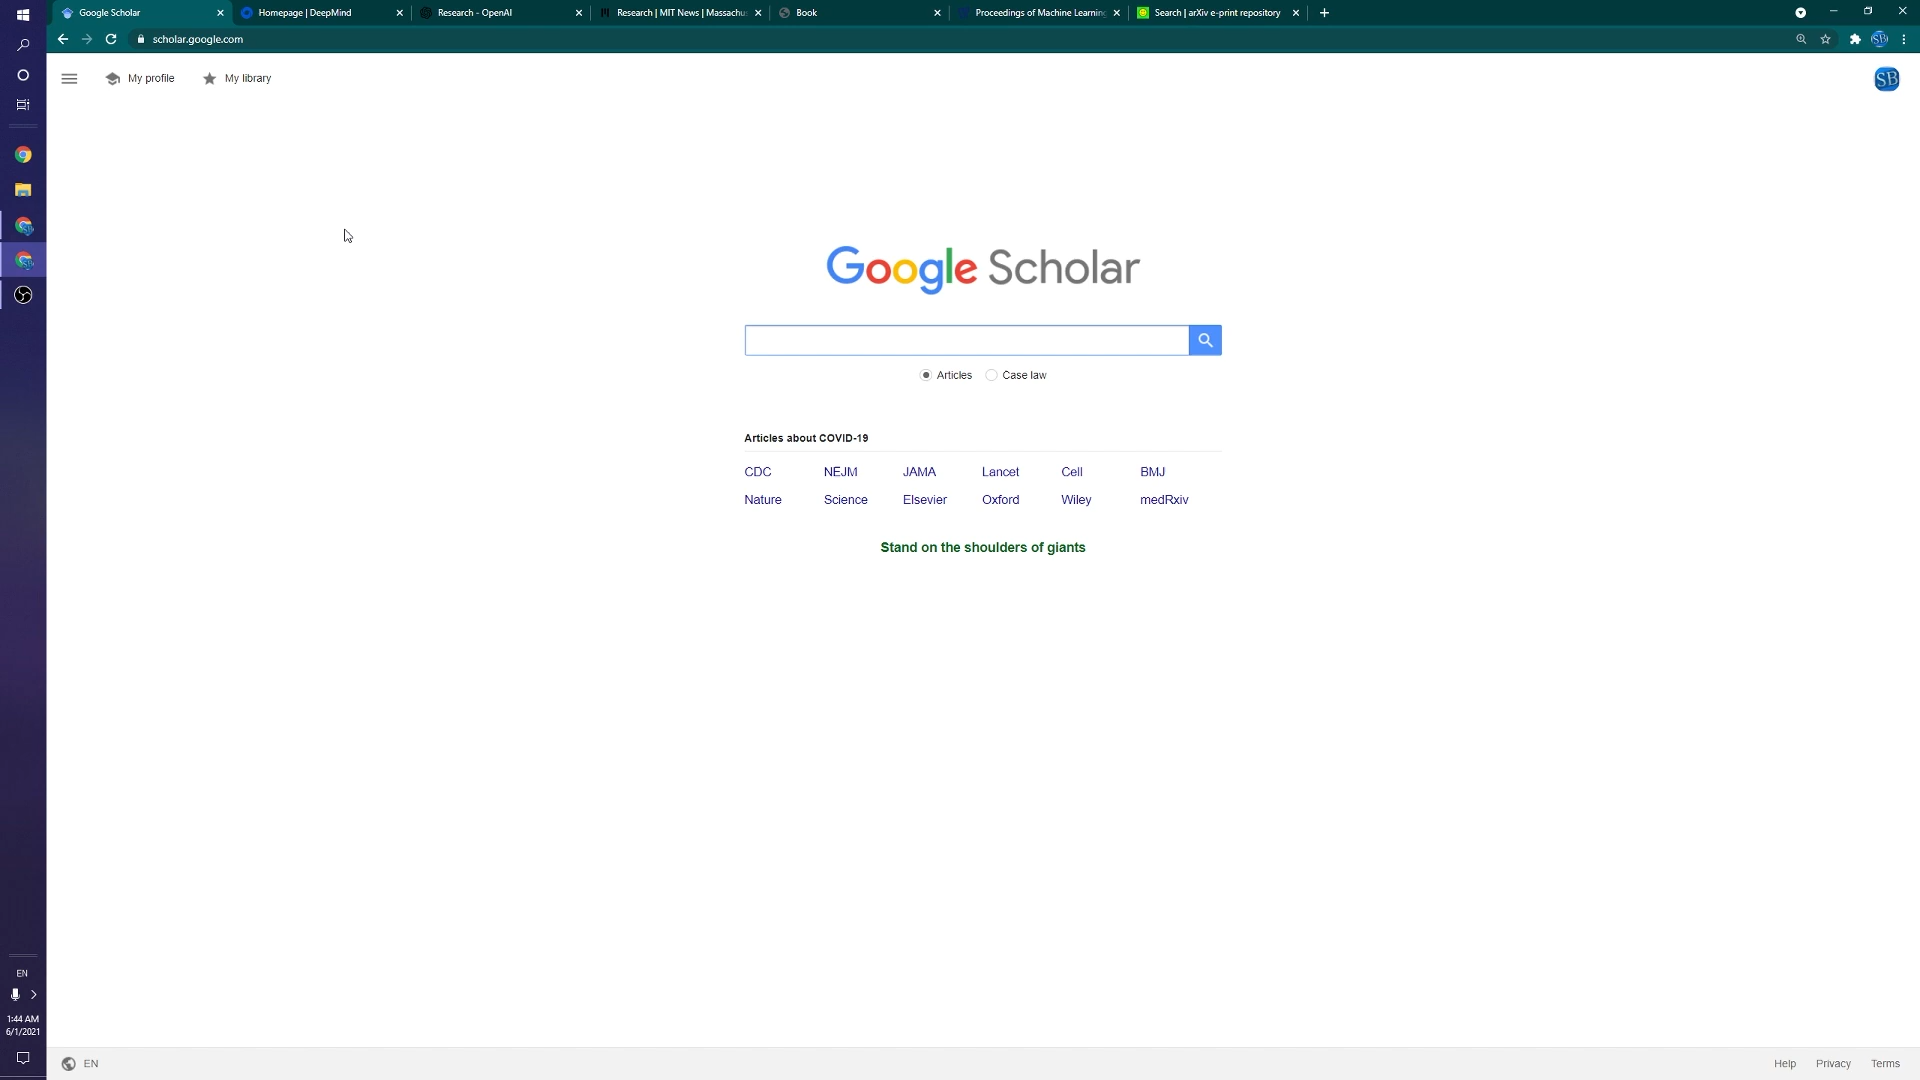 Google Scholar
Homepage | DeepMind
Research - OpenAI
Research | MIT News | Massachu
Book
Proceedings of Machine Learning
Search | arXiv e-print repository
scholar.google.com
SB
My profile
My library
SB
Google Scholar
Articles
Case law
Articles about COVID-19
CDC NEJM JAMA Lancet Cell BMJ
Nature Science Elsevier Oxford Wiley medRxiv
Stand on the shoulders of giants
EN
1:44 AM
6/1/2021
EN
Help Privacy Terms